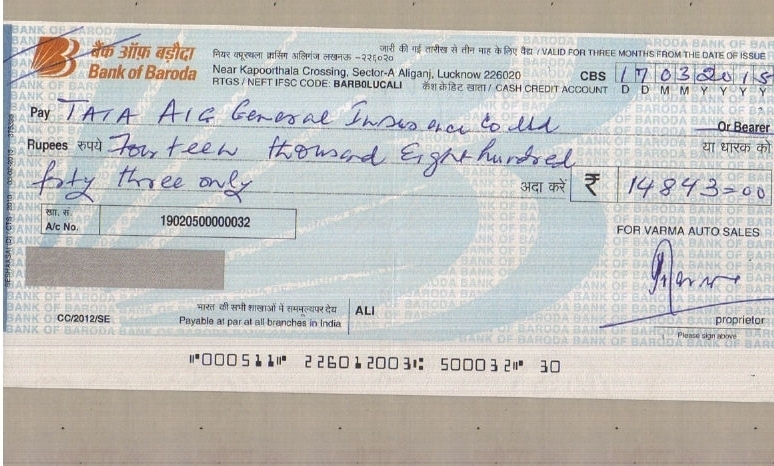 बैंक ऑफ़ बड़ौदा
Bank of Baroda
नियर कपूरथला क्रासिंग अलिगंज लखनऊ -२२६०२०
Near Kapoorthala Crossing, Sector-A Aliganj, Lucknow 226020
RTGS / NEFT IFSC CODE: BARB0LUCALI
जारी की गई तारीख से तीन माह के लिए वैद्य / VALID FOR THREE MONTHS FROM THE DATE OF ISSUE
CBS 17032015
D D M M Y Y Y Y
कैश क्रेडिट खाता / CASH CREDIT ACCOUNT
Pay TATA AIG General Insurance Co Ltd Or Bearer
Rupees रुपये Fourteen thousand Eight hundred या धारक को
forty three only अदा करें ₹ 14843=00
खा. सं.
A/c No. 19020500000032
FOR VARMA AUTO SALES
proprietor
Please sign above
CC/2012/SE
भारत की सभी शाखाओं में सममूल्यपर देय
Payable at par at all branches in India
ALI
⑈000511⑈ 226012003⑆ 500032⑈ 30